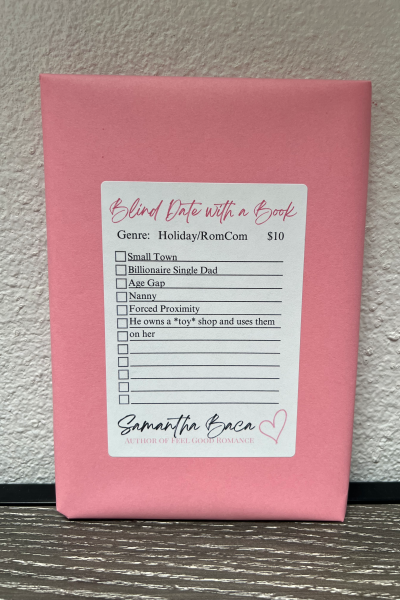 Blind Date with a Book
Genre: Holiday/RomCom $10
Small Town
Billionaire Single Dad
Age Gap
Nanny
Forced Proximity
He owns a *toy* shop and uses them
on her
Samantha Baca
AUTHOR OF FEEL GOOD ROMANCE